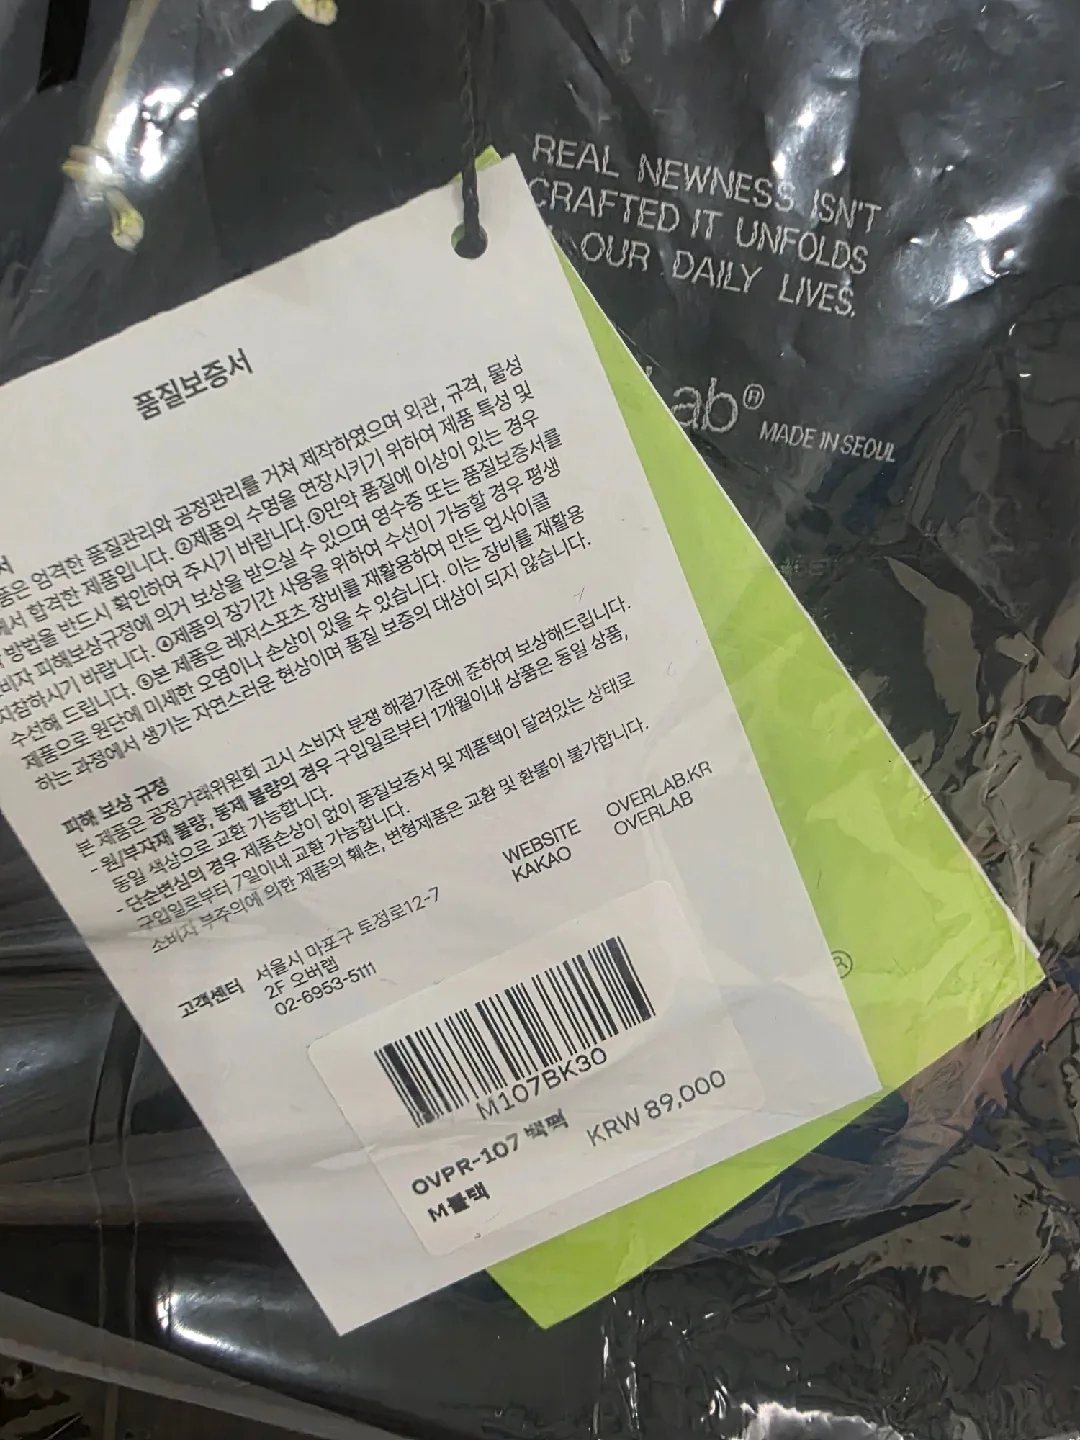 REAL NEWNESS ISN'T
CRAFTED IT UNFOLDS
OUR DAILY LIVES.
ab®
MADE IN SEOUL
품질보증서
서
품은 엄격한 품질관리와 공정관리를 거쳐 제작하였으며 외관, 규격, 물성
에서 합격한 제품입니다. ②제품의 수명을 연장시키기 위하여 제품 특성 및
방법을 반드시 확인하여 주시기 바랍니다. ③만약 품질에 이상이 있는 경우
비자 피해보상규정에 의거 보상을 받으실 수 있으며 영수증 또는 품질보증서를
지참하시기 바랍니다. ④제품의 장기간 사용을 위하여 수선이 가능할 경우 평생
수선해 드립니다. ⑤본 제품은 레저스포츠 장비를 재활용하여 만든 업사이클
제품으로 원단에 미세한 오염이나 손상이 있을 수 있습니다. 이는 장비를 재활용
하는 과정에서 생기는 자연스러운 현상이며 품질 보증의 대상이 되지 않습니다.
피해 보상 규정
본 제품은 공정거래위원회 고시 소비자 분쟁 해결기준에 준하여 보상해드립니다.
- 원/부자재 불량, 봉제 불량의 경우 구입일로부터 1개월이내 상품은 동일 상품,
동일 색상으로 교환 가능합니다.
- 단순변심의 경우 제품손상이 없이 품질보증서 및 제품택이 달려있는 상태로
구입일로부터 7일이내 교환 가능합니다.
소비자 부주의에 의한 제품의 훼손, 변형제품은 교환 및 환불이 불가합니다.
고객센터 서울시 마포구 토정로12-7
2F 오버랩
02-6953-5111
WEBSITE OVERLAB.KR
KAKAO OVERLAB
®
M107BK30
OVPR-107 백팩 KRW 89,000
M블랙